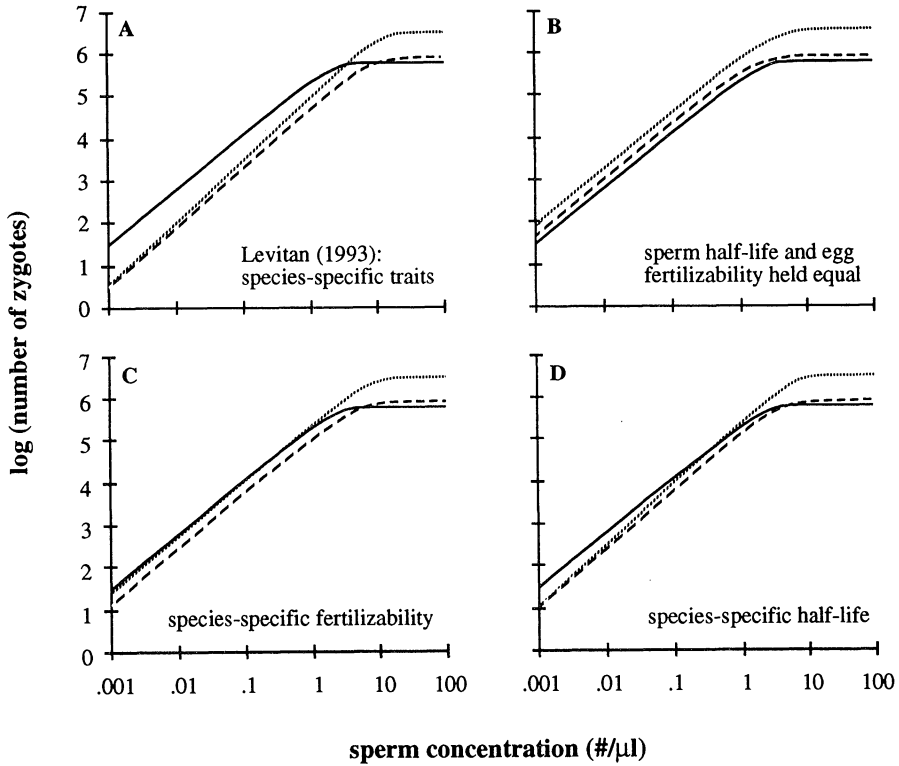 A
7
6
5
4
3
2
1
0
Levitan (1993):
species-specific traits
B
sperm half-life and egg
fertilizability held equal
log (number of zygotes)
C
7
6
5
4
3
2
1
0
species-specific fertilizability
.001 .01 .1 1 10 100
D
species-specific half-life
.001 .01 .1 1 10 100
sperm concentration (#/µl)